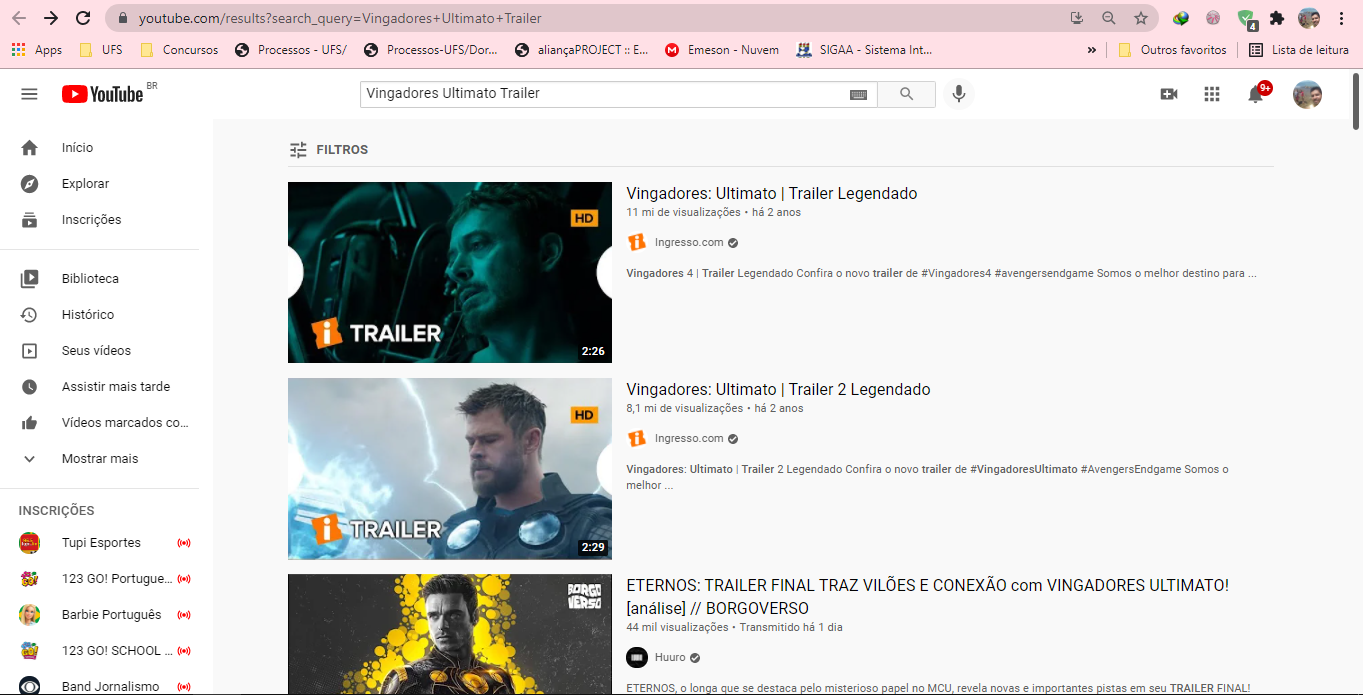 youtube.com/results?search_query=Vingadores+Ultimato+Trailer
4
Apps
UFS
Concursos
Processos - UFS/
Processos-UFS/Dor...
aliançaPROJECT :: E...
Emeson - Nuvem
SIGAA - Sistema Int...
»
Outros favoritos
Lista de leitura
YouTube BR
Vingadores Ultimato Trailer
9+
Início
Explorar
Inscrições
Biblioteca
Histórico
Seus vídeos
Assistir mais tarde
Vídeos marcados co...
Mostrar mais
INSCRIÇÕES
Tupi Esportes
123 GO! Portugue...
Barbie Português
123 GO! SCHOOL ...
Band Jornalismo
FILTROS
HD
TRAILER
2:26
Vingadores: Ultimato | Trailer Legendado
11 mi de visualizações • há 2 anos
Ingresso.com
Vingadores 4 | Trailer Legendado Confira o novo trailer de #Vingadores4 #avengersendgame Somos o melhor destino para ...
HD
TRAILER
2:29
Vingadores: Ultimato | Trailer 2 Legendado
8,1 mi de visualizações • há 2 anos
Ingresso.com
Vingadores: Ultimato | Trailer 2 Legendado Confira o novo trailer de #VingadoresUltimato #AvengersEndgame Somos o
melhor ...
BORGO
VERSO
ETERNOS: TRAILER FINAL TRAZ VILÕES E CONEXÃO com VINGADORES ULTIMATO!
[análise] // BORGOVERSO
44 mil visualizações • Transmitido há 1 dia
Huuro
ETERNOS, o longa que se destaca pelo misterioso papel no MCU, revela novas e importantes pistas em seu TRAILER FINAL!